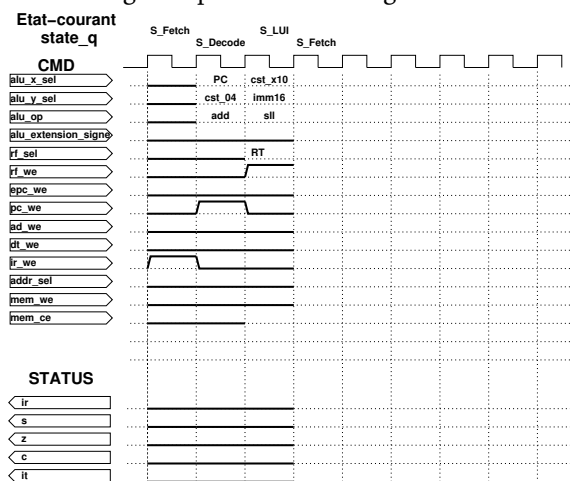 Etat-courant
state_q
S_Fetch
S_Decode
S_LUI
S_Fetch
CMD
alu_x_sel
PC
cst_x10
alu_y_sel
cst_04
imm16
alu_op
add
sll
alu_extension_signe
rf_sel
RT
rf_we
epc_we
pc_we
ad_we
dt_we
ir_we
addr_sel
mem_we
mem_ce
STATUS
ir
s
z
c
it